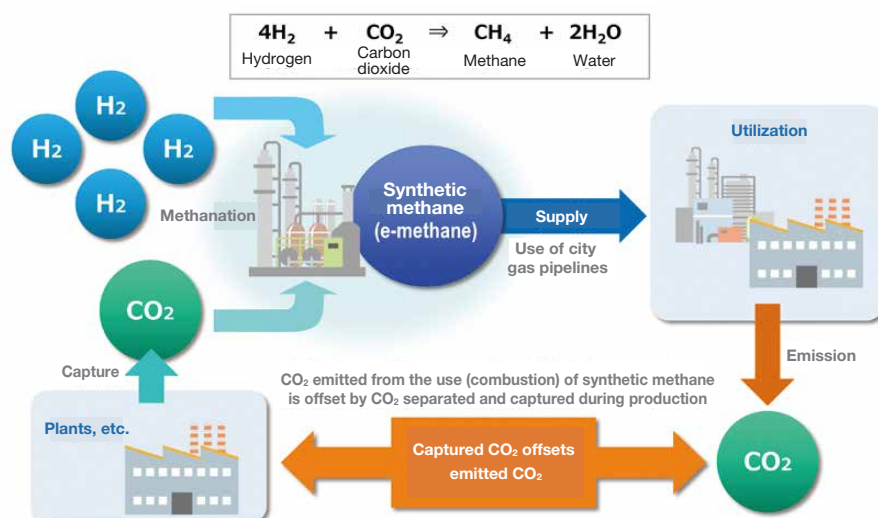 4H₂ + CO₂ ⇒ CH₄ + 2H₂O
Hydrogen Carbon dioxide Methane Water
H₂
H₂
H₂
H₂
Methanation
Synthetic
methane
(e-methane)
Supply
Use of city
gas pipelines
Utilization
CO₂
Capture
Plants, etc.
Emission
CO₂ emitted from the use (combustion) of synthetic methane
is offset by CO₂ separated and captured during production
Captured CO₂ offsets
emitted CO₂
CO₂